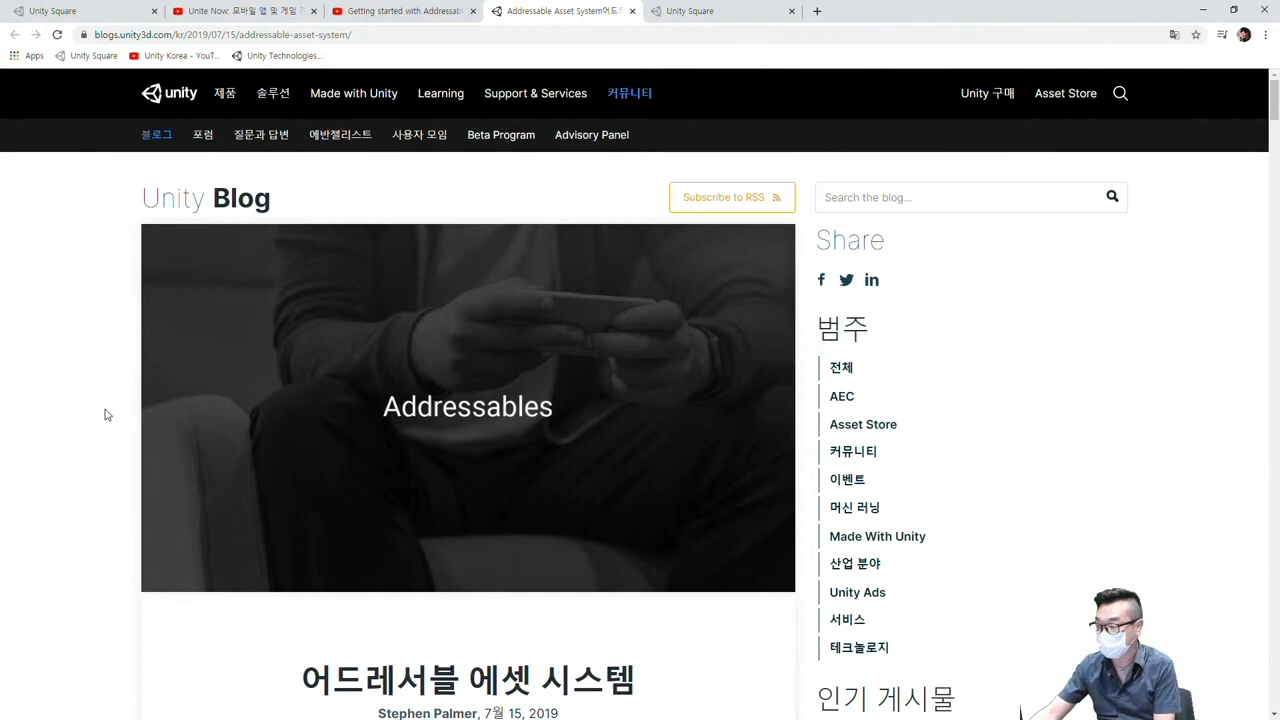 Unity Square
Unite Now: 모바일 앱 및 게임
Getting started with Addressab
Addressable Asset System어드
Unity Square
blogs.unity3d.com/kr/2019/07/15/addressable-asset-system/
Apps
Unity Square
Unity Korea - YouT...
Unity Technologies...
unity
제품
솔루션
Made with Unity
Learning
Support & Services
커뮤니티
Unity 구매
Asset Store
블로그
포럼
질문과 답변
에반젤리스트
사용자 모임
Beta Program
Advisory Panel
Unity Blog
Subscribe to RSS
Search the blog...
Share
Addressables
범주
전체
AEC
Asset Store
커뮤니티
이벤트
머신 러닝
Made With Unity
산업 분야
Unity Ads
서비스
테크놀로지
인기 게시물
어드레서블 에셋 시스템
Stephen Palmer, 7월 15, 2019